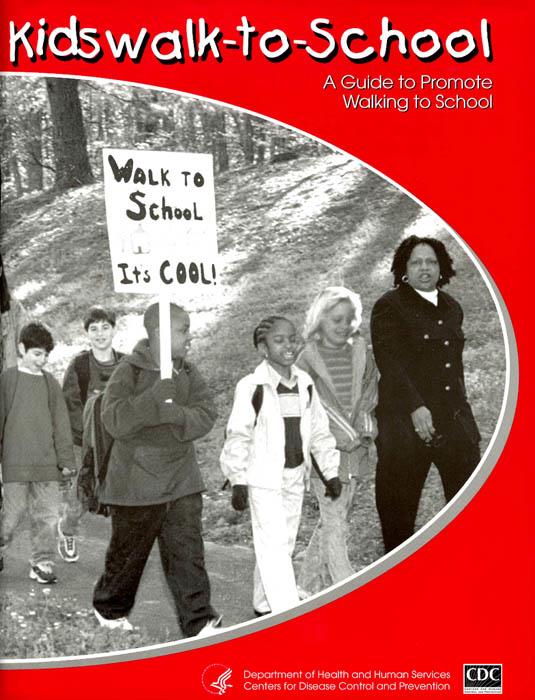 Kidswalk-to-School
A Guide to Promote
Walking to School
WALK TO
School
It's COOL!
Department of Health and Human Services
Centers for Disease Control and Prevention
CDC